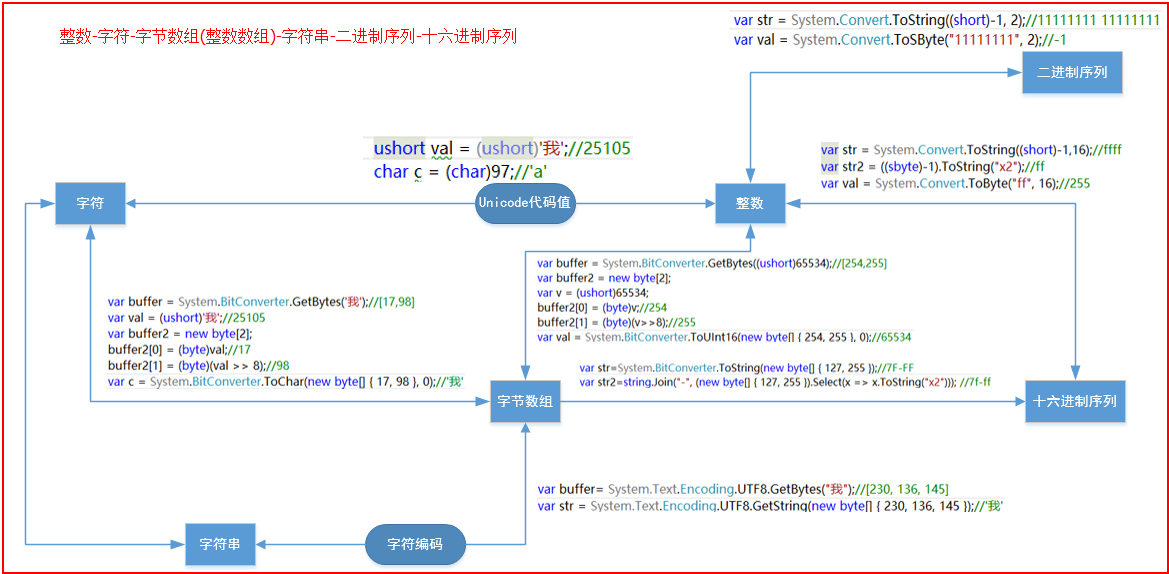 var str = System.Convert.ToString((short)-1, 2);//11111111 11111111
整数-字符-字节数组(整数数组)-字符串-二进制序列-十六进制序列
var val = System.Convert.ToSByte("11111111", 2);//-1
二进制序列
ushort val = (ushort)'我';//25105
char c = (char)97;//'a'
var str = System.Convert.ToString((short)-1,16);//ffff
var str2 = ((sbyte)-1).ToString("x2");//ff
var val = System.Convert.ToByte("ff", 16);//255
字符
Unicode代码值
整数
var buffer = System.BitConverter.GetBytes((ushort)65534);//[254,255]
var buffer2 = new byte[2];
var v = (ushort)65534;
buffer2[0] = (byte)v;//254
buffer2[1] = (byte)(v>>8);//255
var val = System.BitConverter.ToUInt16(new byte[] { 254, 255 }, 0);//65534
var buffer = System.BitConverter.GetBytes('我');//[17,98]
var val = (ushort)'我';//25105
var buffer2 = new byte[2];
buffer2[0] = (byte)val;//17
buffer2[1] = (byte)(val >> 8);//98
var c = System.BitConverter.ToChar(new byte[] { 17, 98 }, 0);//'我'
var str=System.BitConverter.ToString(new byte[] { 127, 255 });//7F-FF
var str2=string.Join("-", (new byte[] { 127, 255 }).Select(x => x.ToString("x2"))); //7f-ff
字节数组
十六进制序列
var buffer= System.Text.Encoding.UTF8.GetBytes("我");//[230, 136, 145]
var str = System.Text.Encoding.UTF8.GetString(new byte[] { 230, 136, 145 });//'我'
字符串
字符编码